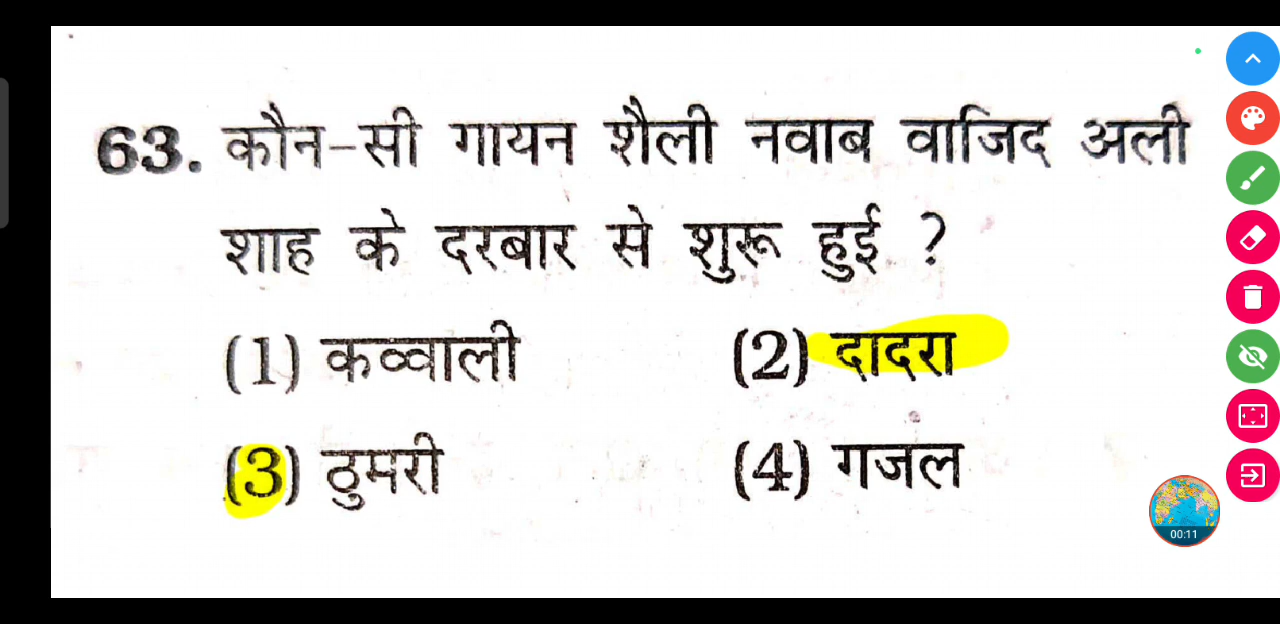 63. कौन-सी गायन शैली नवाब वाजिद अली
शाह के दरबार से शुरू हुई ?
(1) कव्वाली (2) दादरा
(3) ठुमरी (4) गजल
00:11